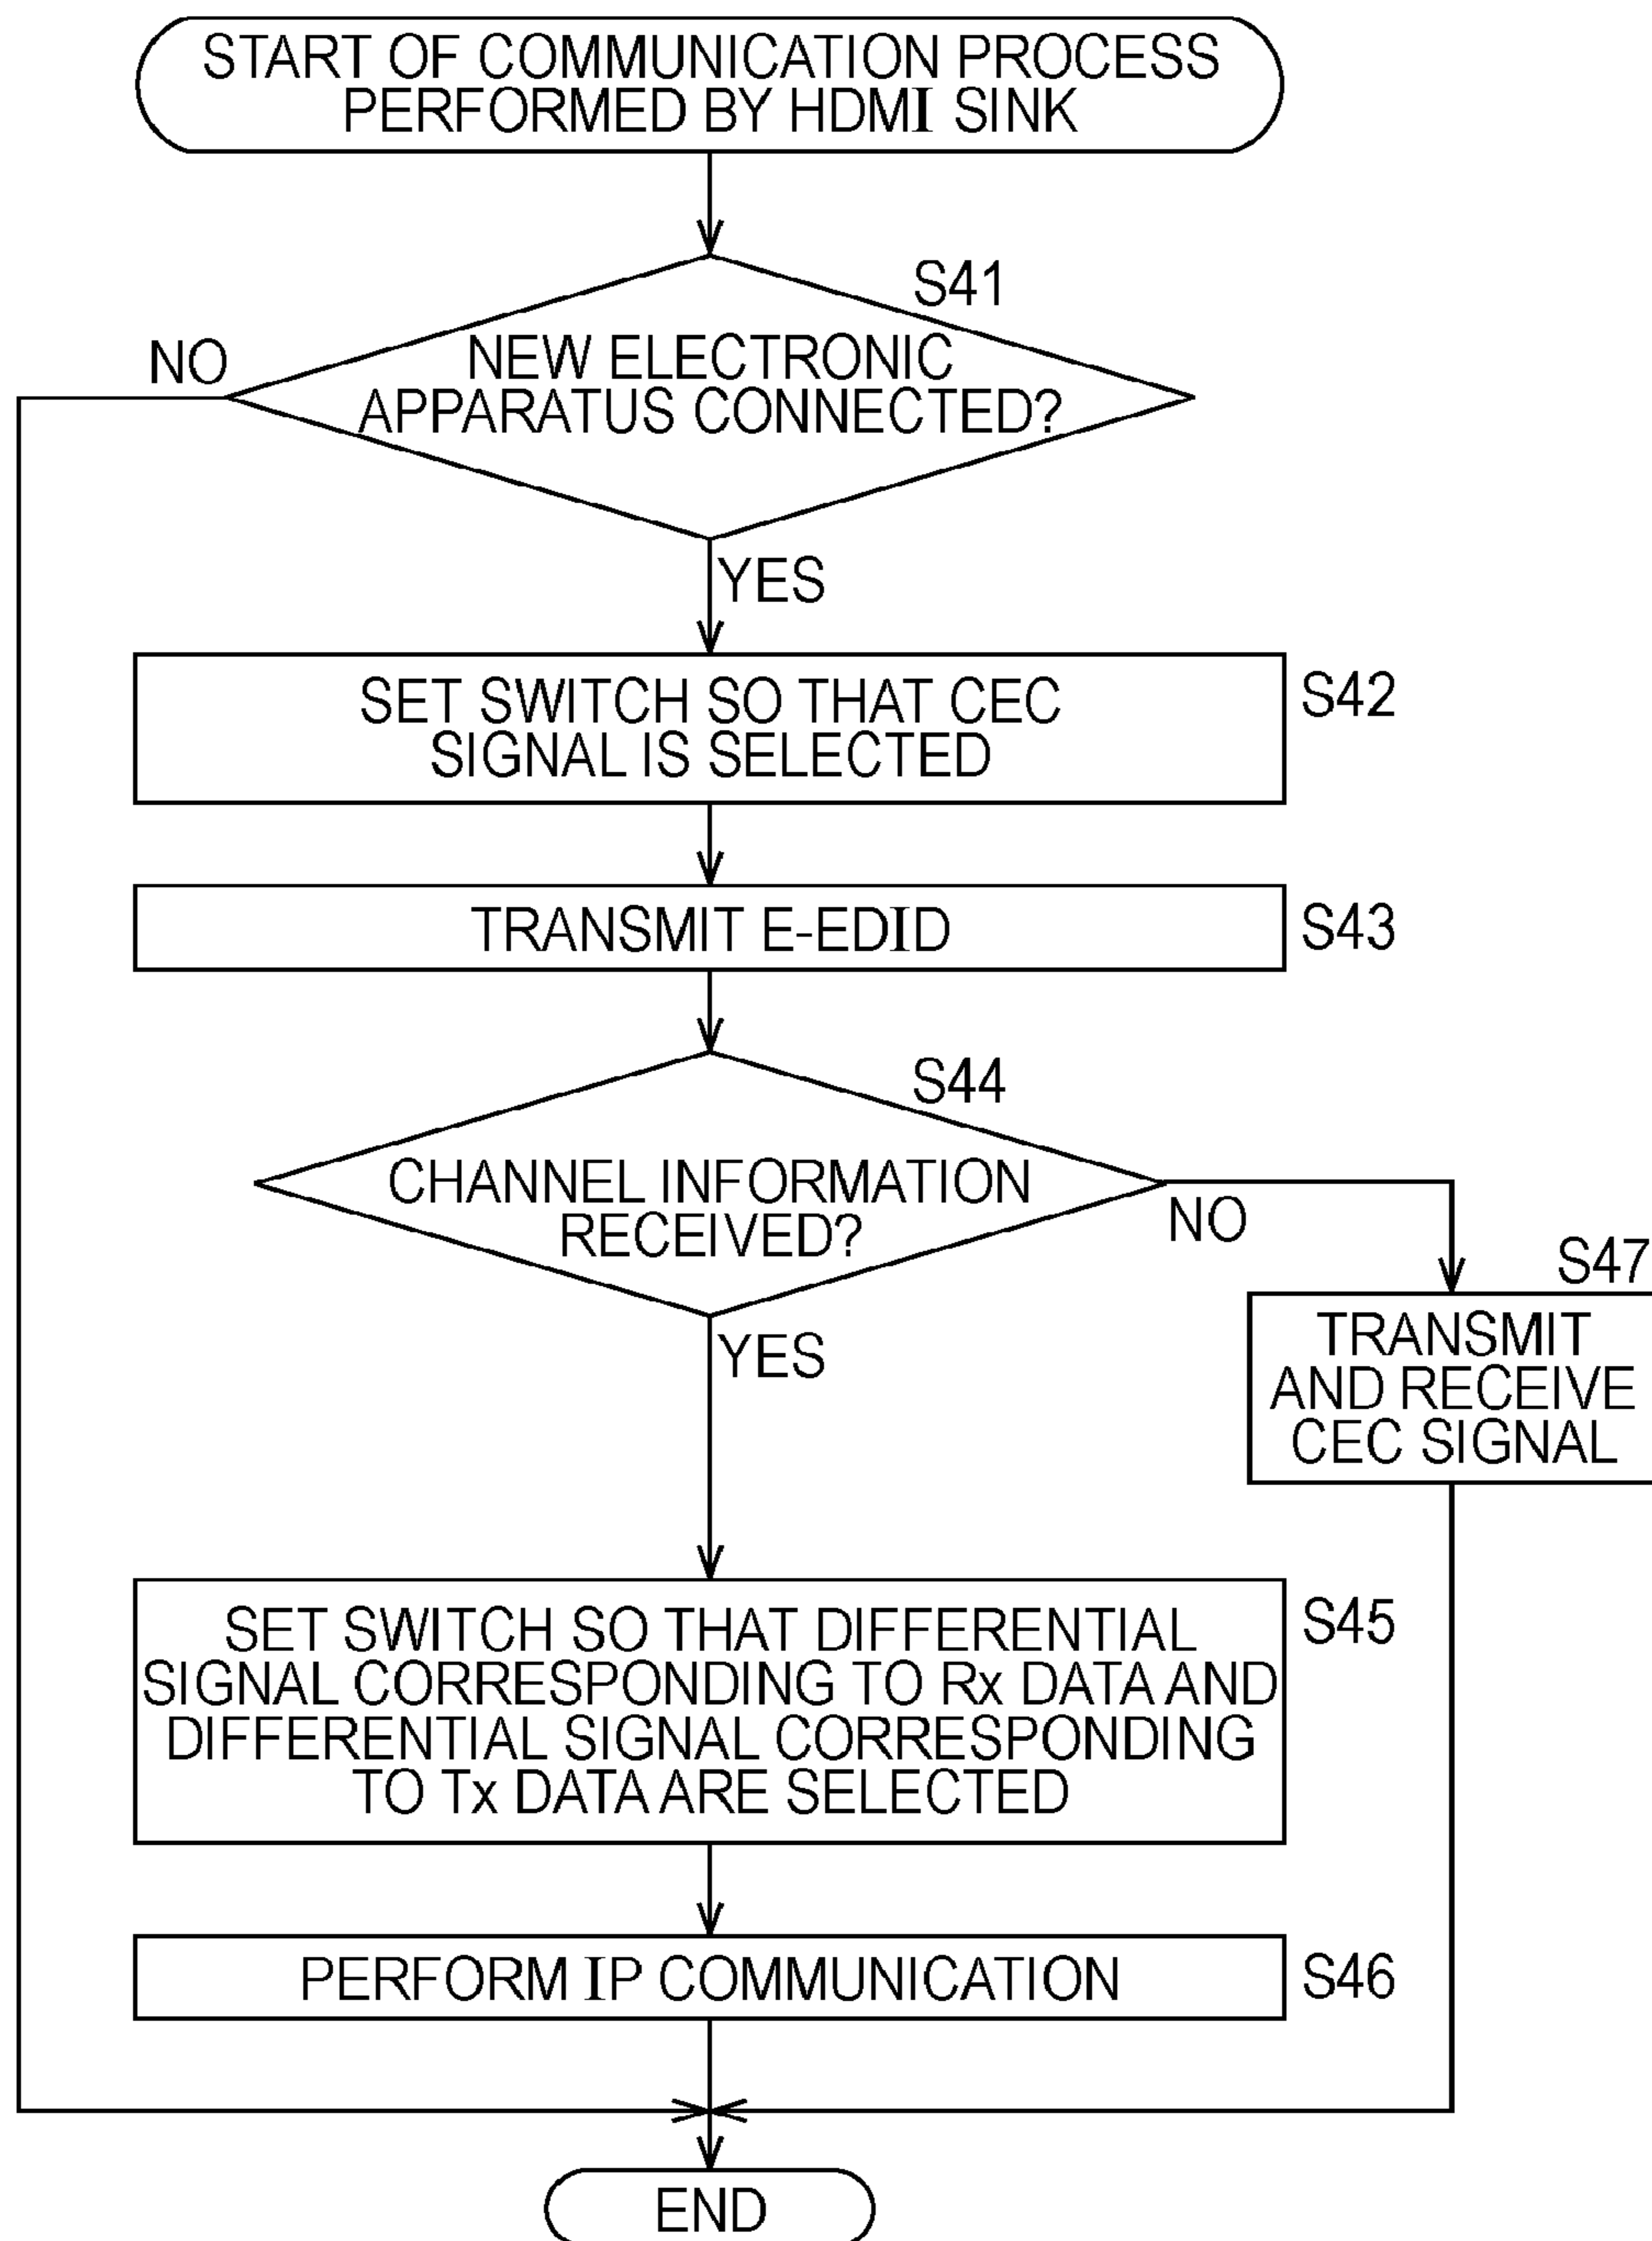 START OF COMMUNICATION PROCESS
PERFORMED BY HDMI SINK
S41
NO
NEW ELECTRONIC
APPARATUS CONNECTED?
YES
SET SWITCH SO THAT CEC
SIGNAL IS SELECTED
S42
TRANSMIT E-EDID
S43
S44
CHANNEL INFORMATION
RECEIVED?
NO
YES
S47
TRANSMIT
AND RECEIVE
CEC SIGNAL
SET SWITCH SO THAT DIFFERENTIAL
SIGNAL CORRESPONDING TO Rx DATA AND
DIFFERENTIAL SIGNAL CORRESPONDING
TO Tx DATA ARE SELECTED
S45
PERFORM IP COMMUNICATION
S46
END